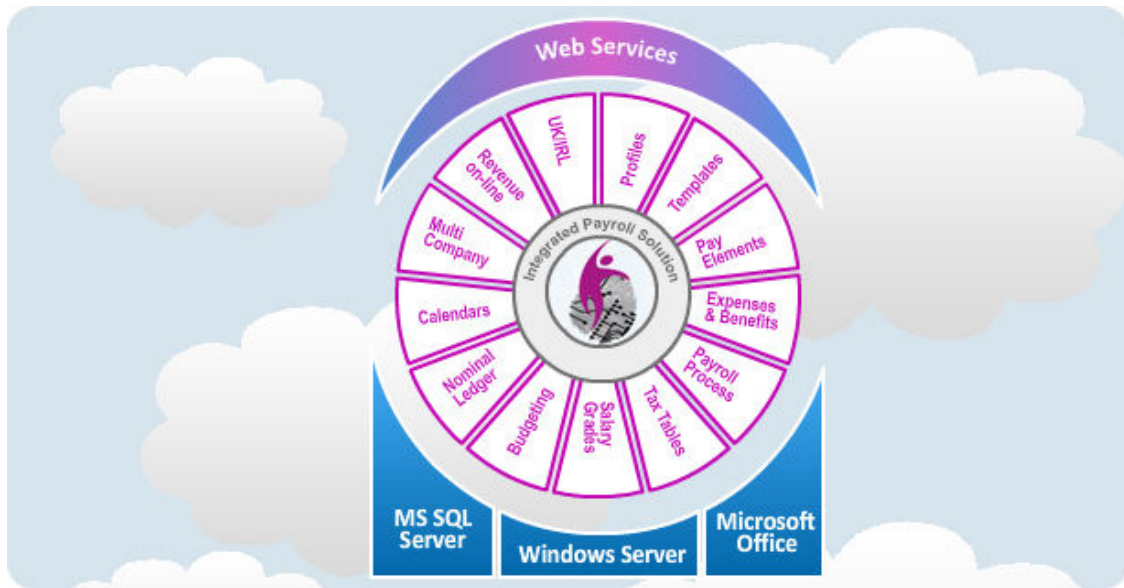 Web Services
UK/IRL
Profiles
Templates
Pay
Elements
Expenses
& Benefits
Payroll
Process
Tax Tables
Salary
Grades
Budgeting
Nominal
Ledger
Calendars
Multi
Company
Revenue
on-line
Integrated Payroll Solution
MS SQL
Server
Windows Server
Microsoft
Office